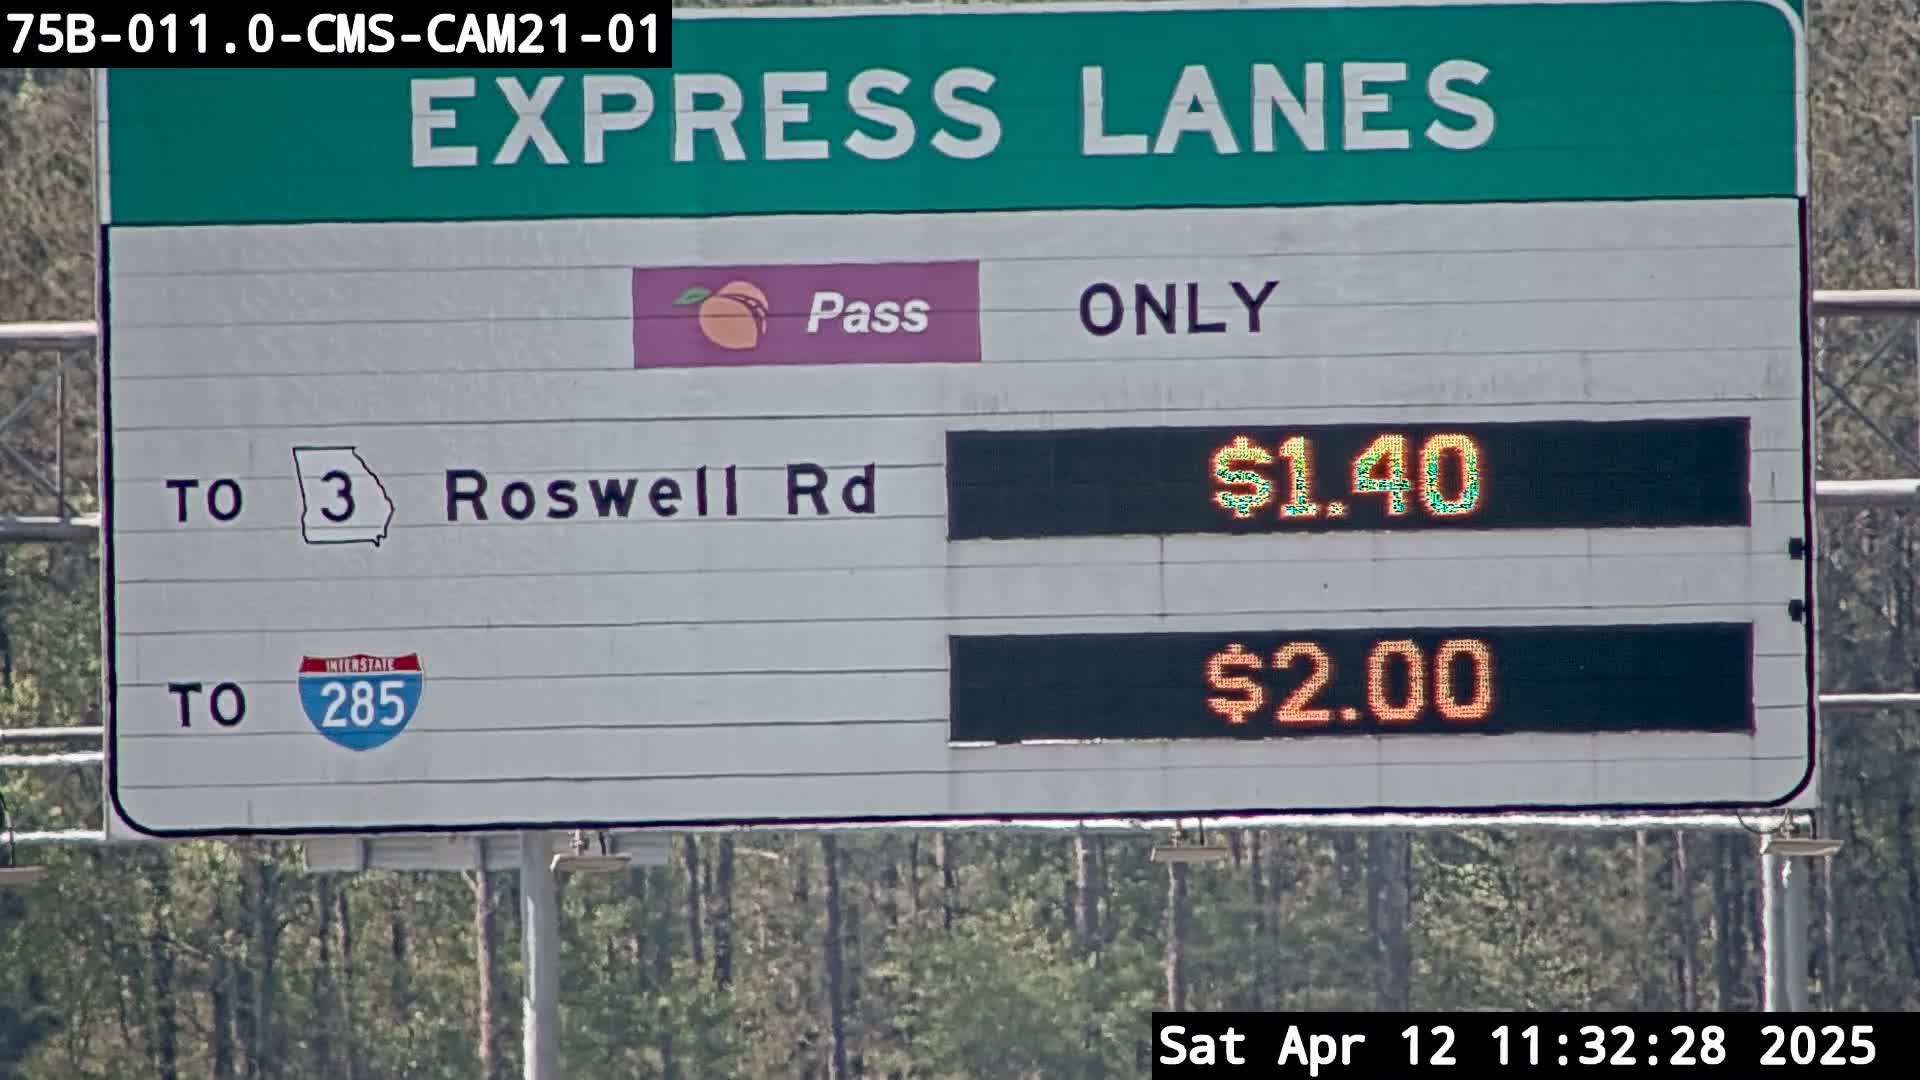 75B-011.0-CMS-CAM21-01
EXPRESS LANES
Pass ONLY
TO 3 Roswell Rd $1.40
INTERSTATE
TO 285 $2.00
Sat Apr 12 11:32:28 2025